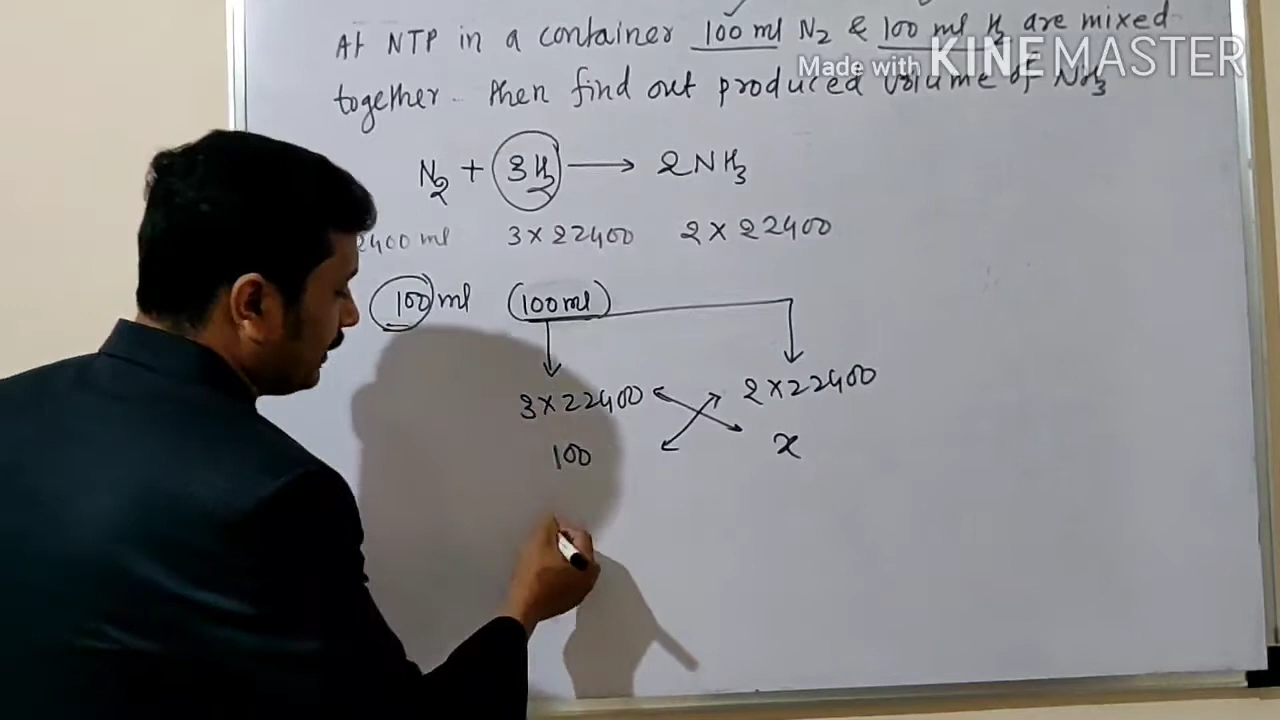 At NTP in a container 100 ml N₂ & 100 ml H₂ are mixed
Made with KINEMASTER
together. then find out produced volume of NH₃
N₂ + 3H₂ → 2NH₃
2400 ml 3 × 22400 2 × 22400
100 ml (100 ml)
3 × 22400 2 × 22400
100 x